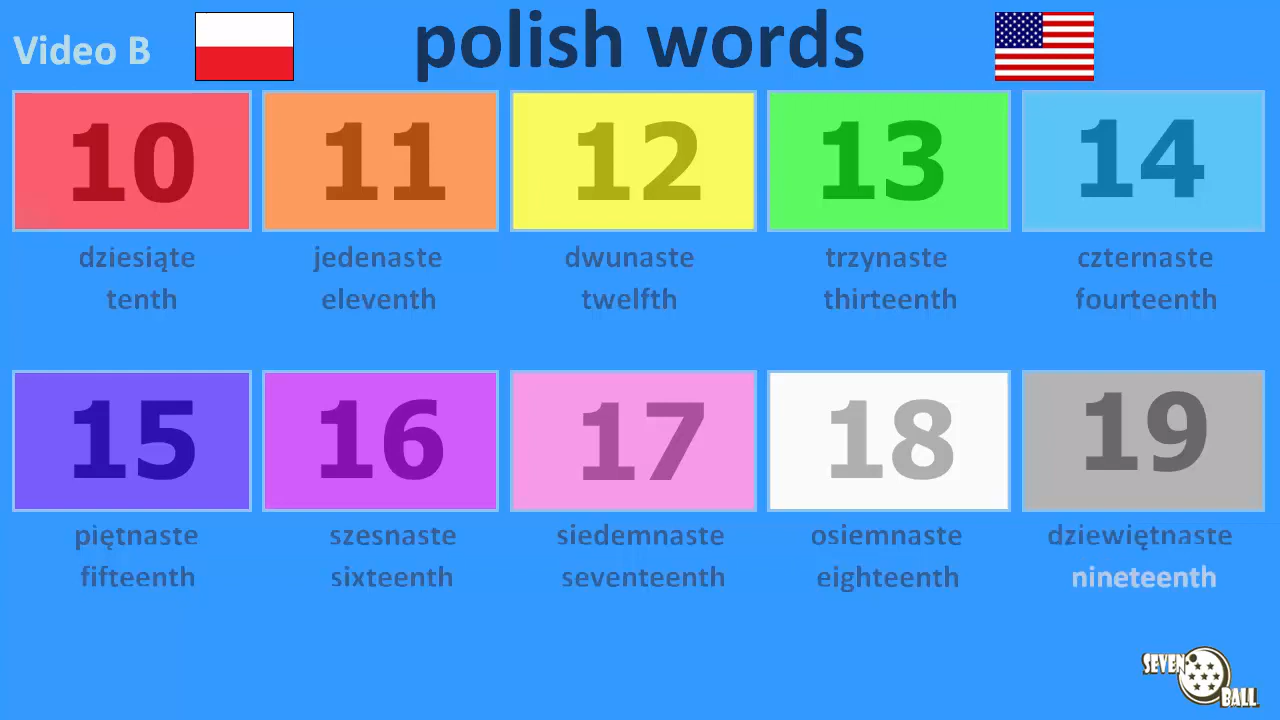 Video B
polish words
10 11 12 13 14
dziesiąte jedenaste dwunaste trzynaste czternaste
tenth eleventh twelfth thirteenth fourteenth
15 16 17 18 19
piętnaste szesnaste siedemnaste osiemnaste dziewiętnaste
fifteenth sixteenth seventeenth eighteenth nineteenth
SEVEN
BALL